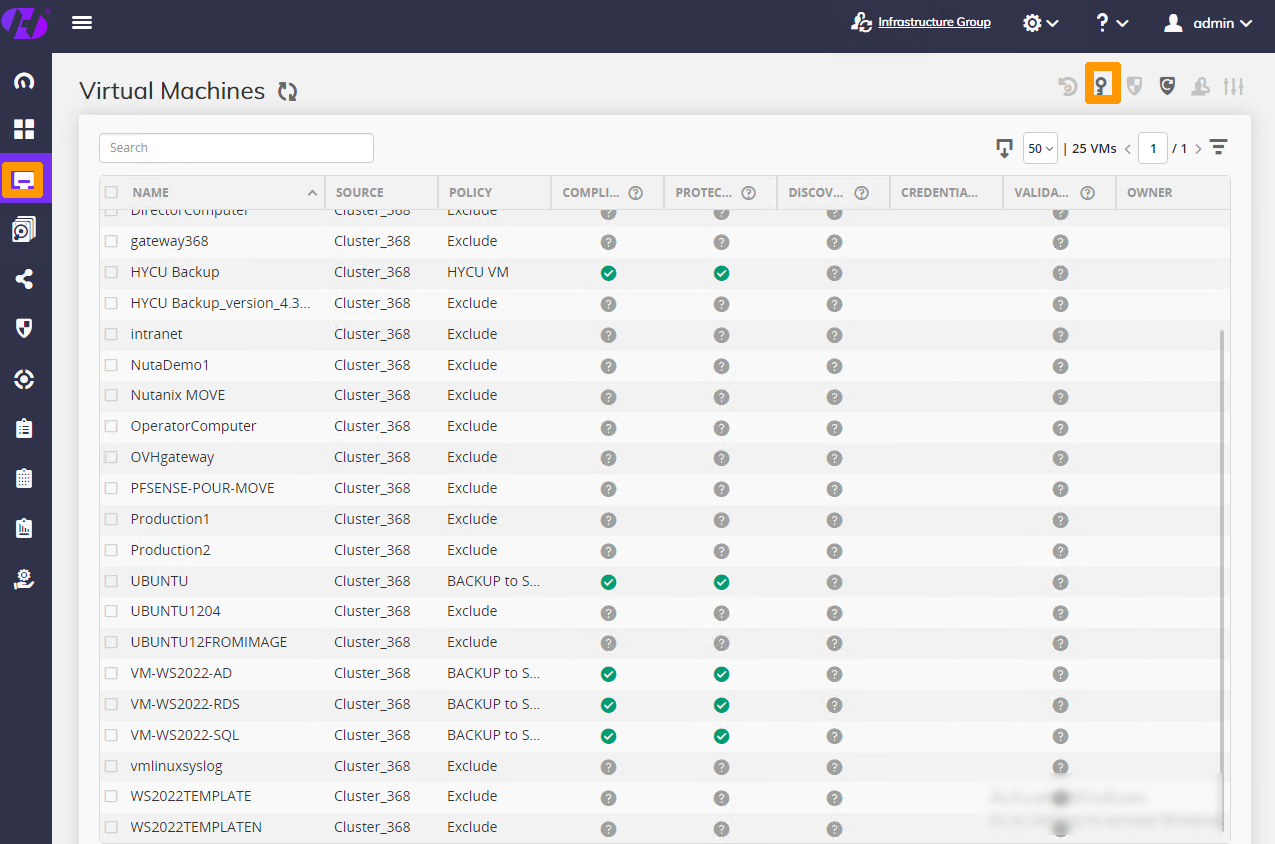 Infrastructure Group
admin
Virtual Machines
Search
50 | 25 VMs < 1 / 1 >
NAME SOURCE POLICY COMPLI... PROTEC... DISCOV... CREDENTIA... VALIDA... OWNER
DirectorComputer Cluster_368 Exclude
gateway368 Cluster_368 Exclude
HYCU Backup Cluster_368 HYCU VM
HYCU Backup_version_4.3... Cluster_368 Exclude
intranet Cluster_368 Exclude
NutaDemo1 Cluster_368 Exclude
Nutanix MOVE Cluster_368 Exclude
OperatorComputer Cluster_368 Exclude
OVHgateway Cluster_368 Exclude
PFSENSE-POUR-MOVE Cluster_368 Exclude
Production1 Cluster_368 Exclude
Production2 Cluster_368 Exclude
UBUNTU Cluster_368 BACKUP to S...
UBUNTU1204 Cluster_368 Exclude
UBUNTU12FROMIMAGE Cluster_368 Exclude
VM-WS2022-AD Cluster_368 BACKUP to S...
VM-WS2022-RDS Cluster_368 BACKUP to S...
VM-WS2022-SQL Cluster_368 BACKUP to S...
vmlinuxsyslog Cluster_368 Exclude
WS2022TEMPLATE Cluster_368 Exclude
WS2022TEMPLATEN Cluster_368 Exclude